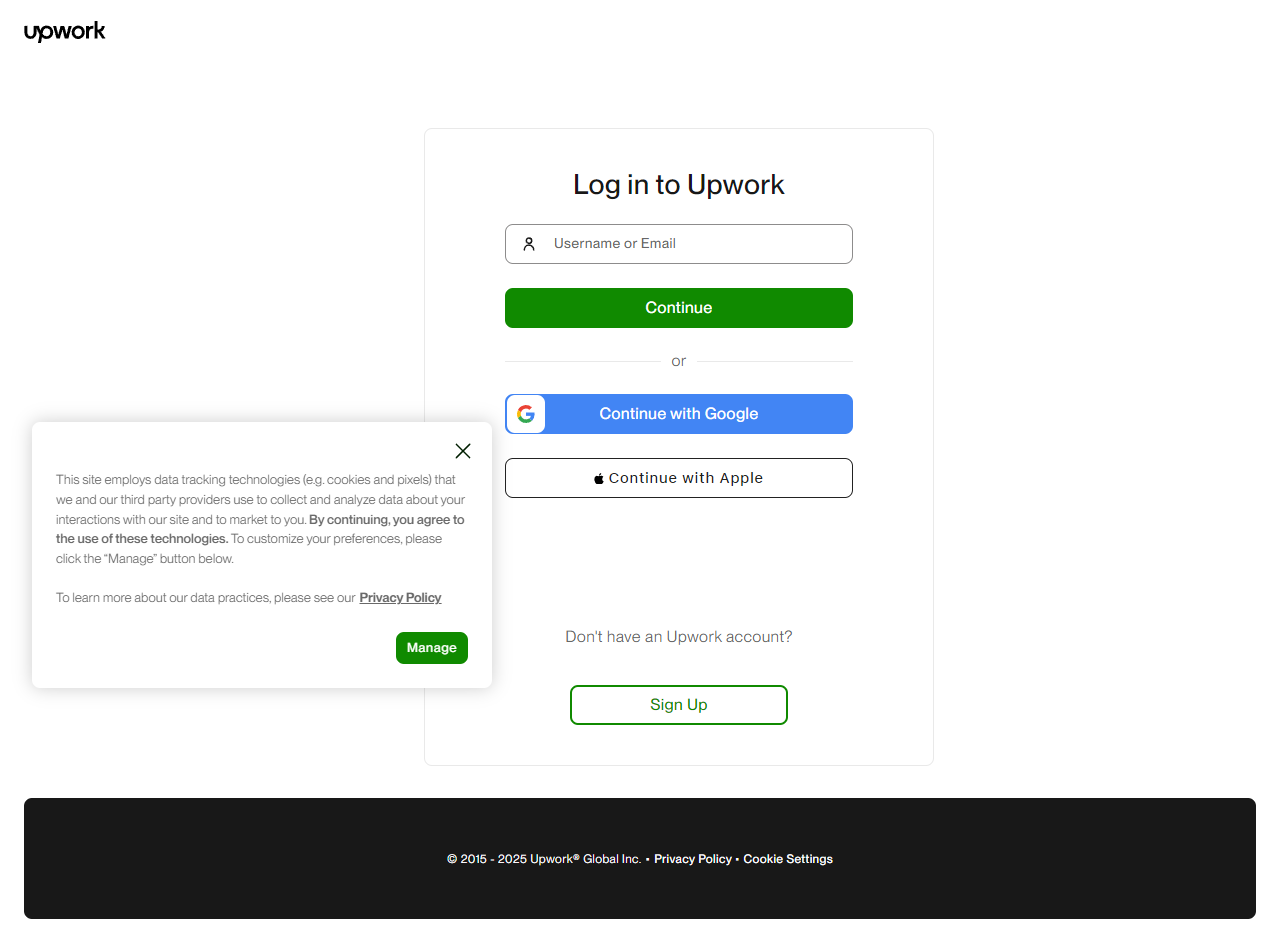 upwork
Log in to Upwork
Username or Email
Continue
or
Continue with Google
Continue with Apple
This site employs data tracking technologies (e.g. cookies and pixels) that
we and our third party providers use to collect and analyze data about your
interactions with our site and to market to you. By continuing, you agree to
the use of these technologies. To customize your preferences, please
click the “Manage” button below.
To learn more about our data practices, please see our Privacy Policy
Manage
Don't have an Upwork account?
Sign Up
© 2015 - 2025 Upwork® Global Inc. • Privacy Policy • Cookie Settings